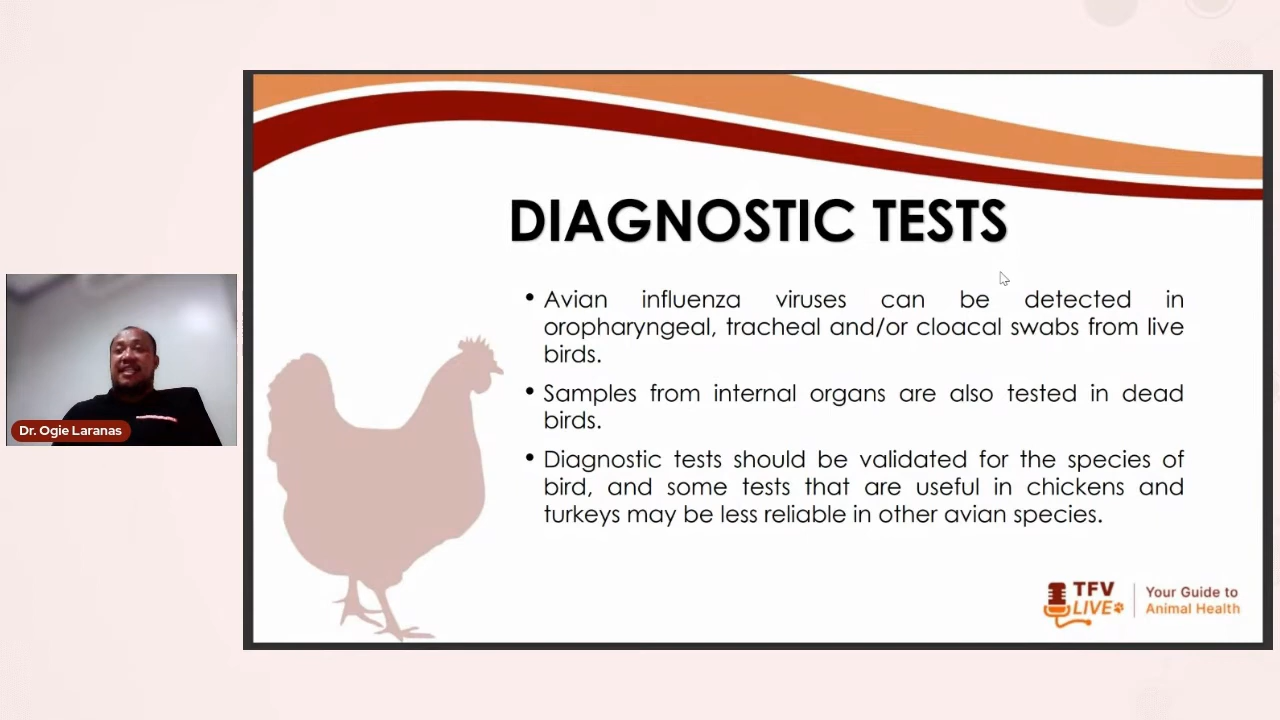 DIAGNOSTIC TESTS
• Avian influenza viruses can be detected in
oropharyngeal, tracheal and/or cloacal swabs from live
birds.
• Samples from internal organs are also tested in dead
birds.
• Diagnostic tests should be validated for the species of
bird, and some tests that are useful in chickens and
turkeys may be less reliable in other avian species.
Dr. Ogie Laranas
TFV
LIVE
Your Guide to
Animal Health